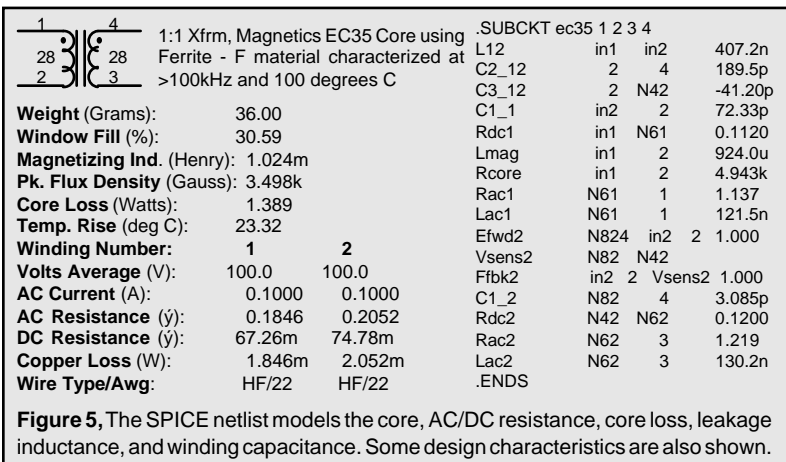 1 4
28 28
2 3
1:1 Xfrm, Magnetics EC35 Core using
Ferrite - F material characterized at
>100kHz and 100 degrees C
Weight (Grams): 36.00
Window Fill (%): 30.59
Magnetizing Ind. (Henry): 1.024m
Pk. Flux Density (Gauss): 3.498k
Core Loss (Watts): 1.389
Temp. Rise (deg C): 23.32
Winding Number: 1 2
Volts Average (V): 100.0 100.0
AC Current (A): 0.1000 0.1000
AC Resistance (ý): 0.1846 0.2052
DC Resistance (ý): 67.26m 74.78m
Copper Loss (W): 1.846m 2.052m
Wire Type/Awg: HF/22 HF/22
.SUBCKT ec35 1 2 3 4
L12 in1 in2 407.2n
C2_12 2 4 189.5p
C3_12 2 N42 -41.20p
C1_1 in2 2 72.33p
Rdc1 in1 N61 0.1120
Lmag in1 2 924.0u
Rcore in1 2 4.943k
Rac1 N61 1 1.137
Lac1 N61 1 121.5n
Efwd2 N824 in2 2 1.000
Vsens2 N82 N42
Ffbk2 in2 2 Vsens2 1.000
C1_2 N82 4 3.085p
Rdc2 N42 N62 0.1200
Rac2 N62 3 1.219
Lac2 N62 3 130.2n
.ENDS
Figure 5, The SPICE netlist models the core, AC/DC resistance, core loss, leakage
inductance, and winding capacitance. Some design characteristics are also shown.